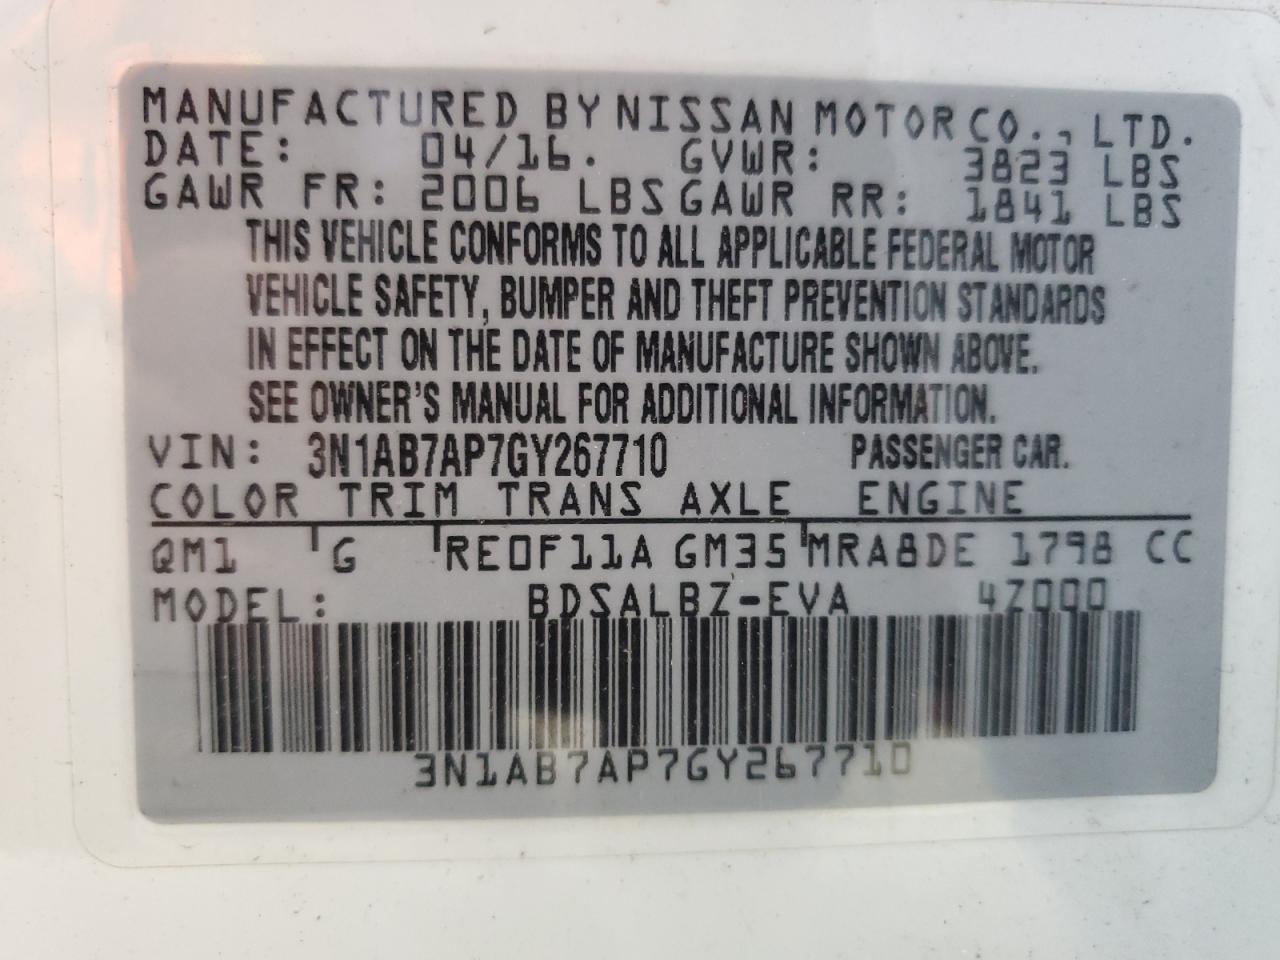 MANUFACTURED BY NISSAN MOTOR CO., LTD.
DATE: 04/16. GVWR: 3823 LBS
GAWR FR: 2006 LBS GAWR RR: 1841 LBS
THIS VEHICLE CONFORMS TO ALL APPLICABLE FEDERAL MOTOR
VEHICLE SAFETY, BUMPER AND THEFT PREVENTION STANDARDS
IN EFFECT ON THE DATE OF MANUFACTURE SHOWN ABOVE.
SEE OWNER'S MANUAL FOR ADDITIONAL INFORMATION.
VIN: 3N1AB7AP7GY267710 PASSENGER CAR.
COLOR TRIM TRANS AXLE ENGINE
QM1 G RE0F11A GM35 MRA8DE 1798 CC
MODEL: BDSALBZ-EVA 4Z000
3N1AB7AP7GY267710